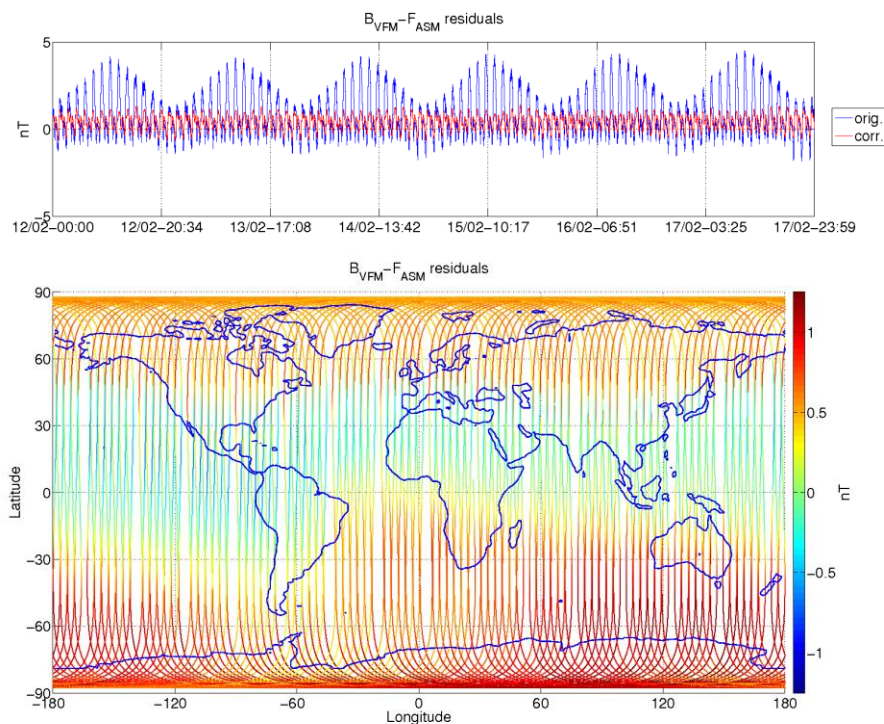 B_VFM−F_ASM residuals
5
0
−5
nT
orig.
corr.
12/02−00:00 12/02−20:34 13/02−17:08 14/02−13:42 15/02−10:17 16/02−06:51 17/02−03:25 17/02−23:59
B_VFM−F_ASM residuals
90
60
30
0
−30
−60
−90
Latitude
−180 −120 −60 0 60 120 180
Longitude
1
0.5
0
−0.5
−1
nT